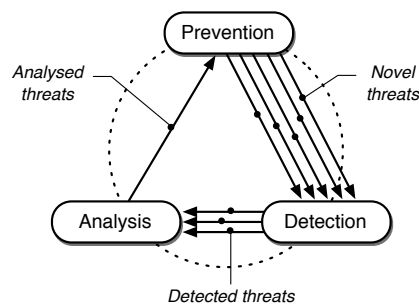 Prevention
Analysed
threats
Novel
threats
Analysis
Detection
Detected threats